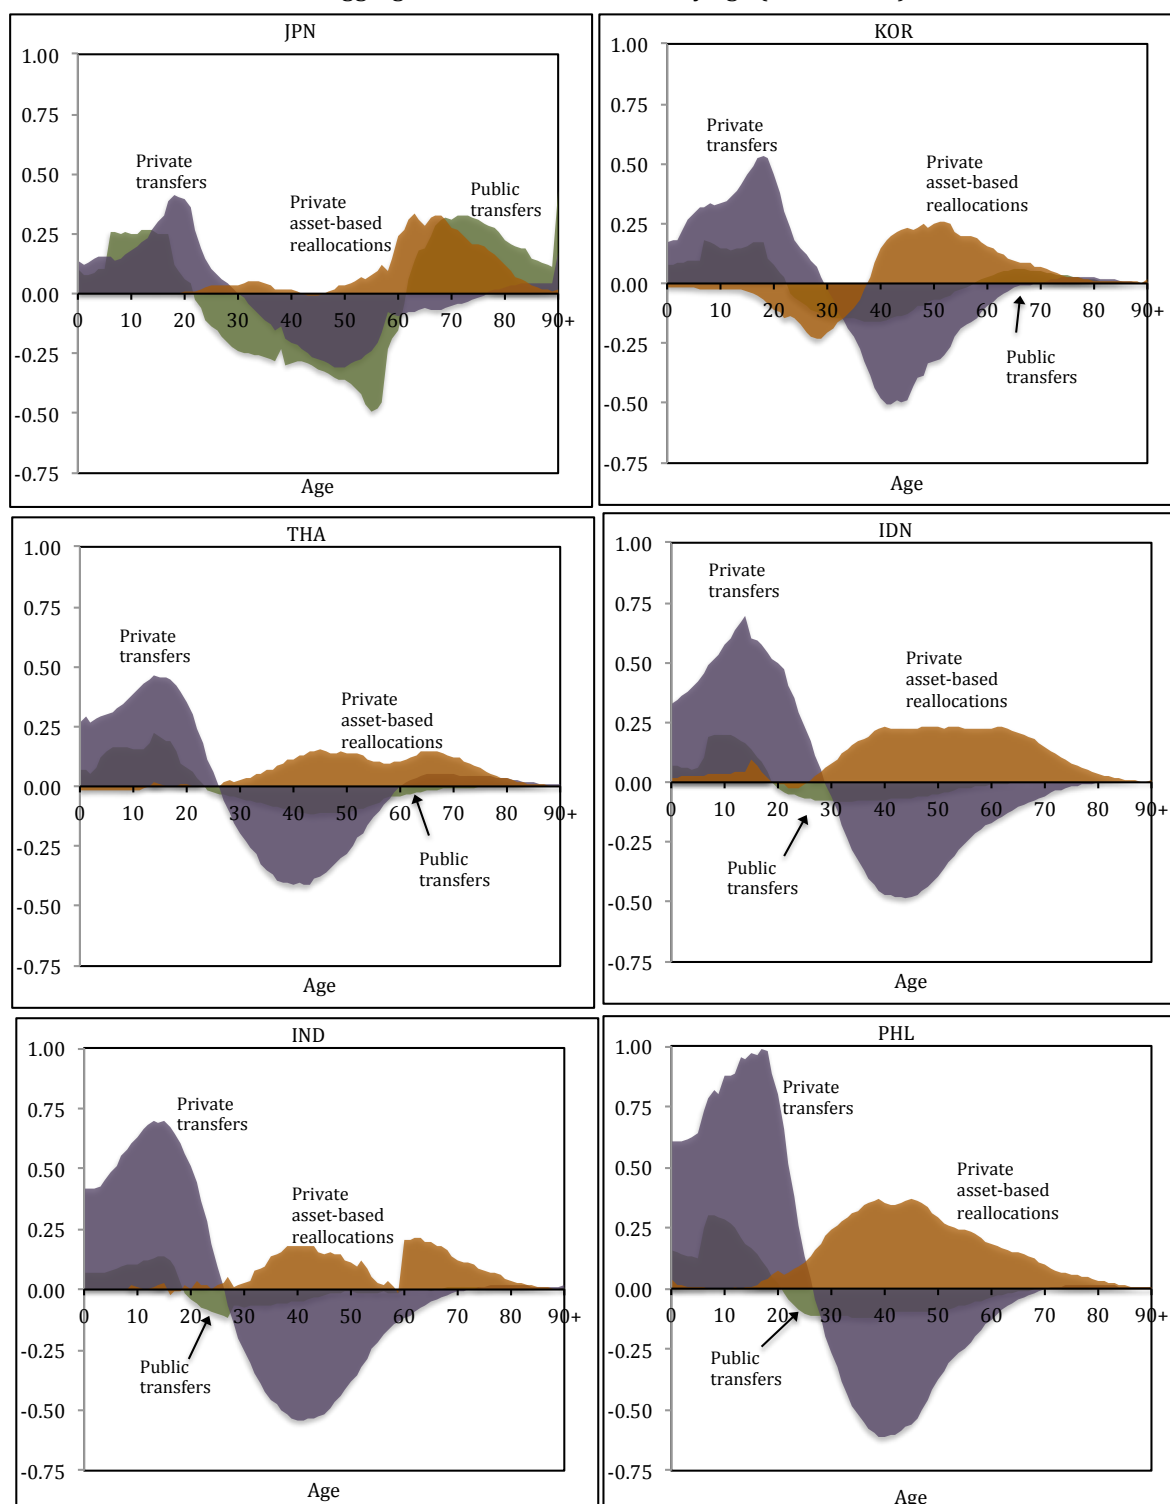 JPN
1.00
0.75
0.50
0.25
0.00
-0.25
-0.50
-0.75
Private
transfers
Private
asset-based
reallocations
Public
transfers
0 10 20 30 40 50 60 70 80 90+
Age
KOR
1.00
0.75
0.50
0.25
0.00
-0.25
-0.50
-0.75
Private
transfers
Private
asset-based
reallocations
0 10 20 30 40 50 60 70 80 90+
Public
transfers
Age
THA
1.00
0.75
0.50
0.25
0.00
-0.25
-0.50
-0.75
Private
transfers
Private
asset-based
reallocations
0 10 20 30 40 50 60 70 80 90+
Public
transfers
Age
IDN
1.00
0.75
0.50
0.25
0.00
-0.25
-0.50
-0.75
Private
transfers
Private
asset-based
reallocations
0 10 20 30 40 50 60 70 80 90+
Public
transfers
Age
IND
1.00
0.75
0.50
0.25
0.00
-0.25
-0.50
-0.75
Private
transfers
Private
asset-based
reallocations
0 10 20 30 40 50 60 70 80 90+
Public
transfers
Age
PHL
1.00
0.75
0.50
0.25
0.00
-0.25
-0.50
-0.75
Private
transfers
Private
asset-based
reallocations
0 10 20 30 40 50 60 70 80 90+
Public
transfers
Age